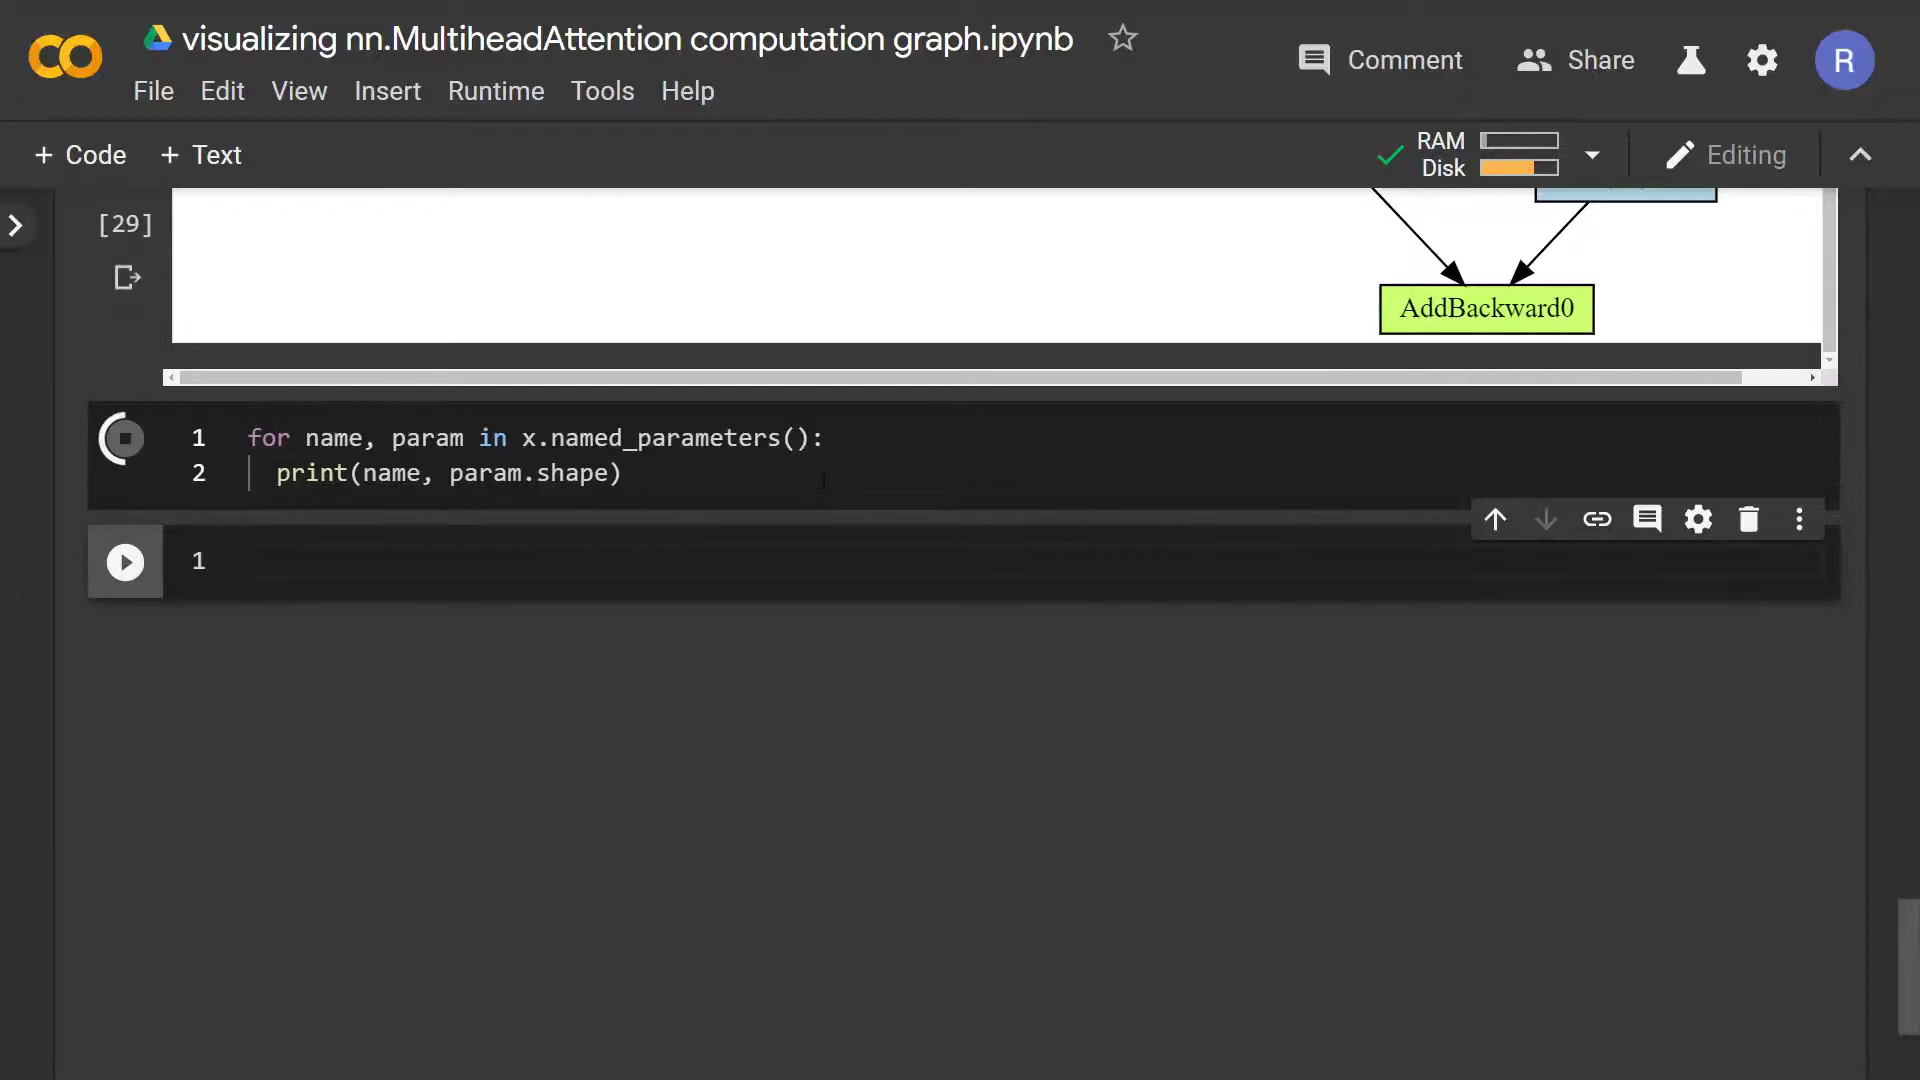 visualizing nn.MultiheadAttention computation graph.ipynb
Comment
Share
R
File Edit View Insert Runtime Tools Help
+ Code + Text
RAM
Disk
Editing
[29]
AddBackward0
1 for name, param in x.named_parameters():
2 print(name, param.shape)
1